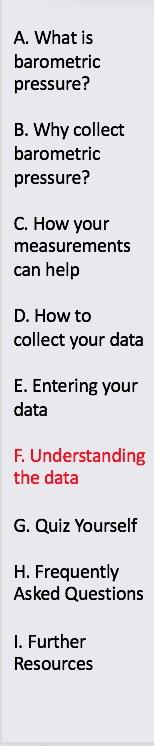 A. What is
barometric
pressure?
B. Why collect
barometric
pressure?
C. How your
measurements
can help
D. How to
collect your data
E. Entering your
data
F. Understanding
the data
G. Quiz Yourself
H. Frequently
Asked Questions
I. Further
Resources